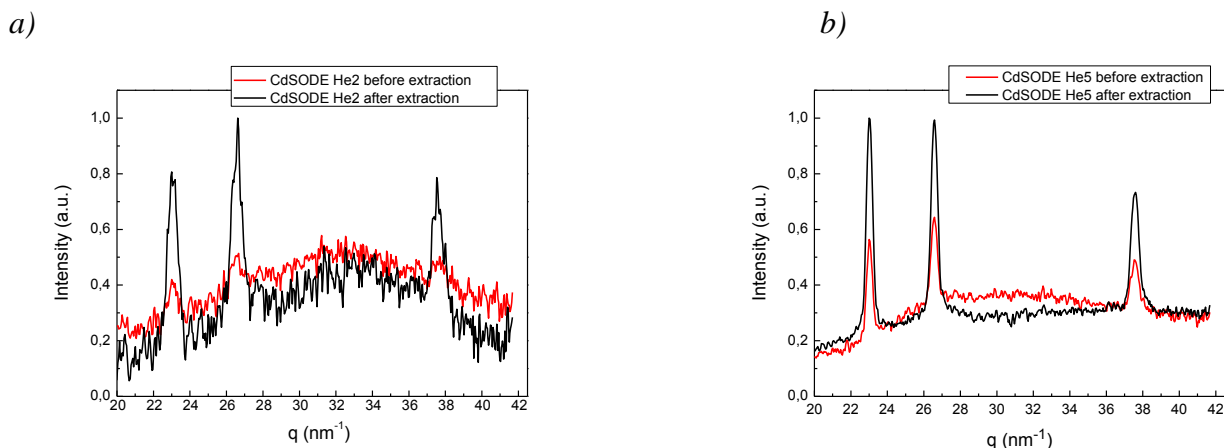 a)
CdSODE He2 before extraction
CdSODE He2 after extraction
Intensity (a.u.)
1,0
0,8
0,6
0,4
0,2
0,0
20 22 24 26 28 30 32 34 36 38 40 42
q (nm⁻¹)
b)
CdSODE He5 before extraction
CdSODE He5 after extraction
Intensity (a.u.)
1,0
0,8
0,6
0,4
0,2
0,0
20 22 24 26 28 30 32 34 36 38 40 42
q (nm⁻¹)